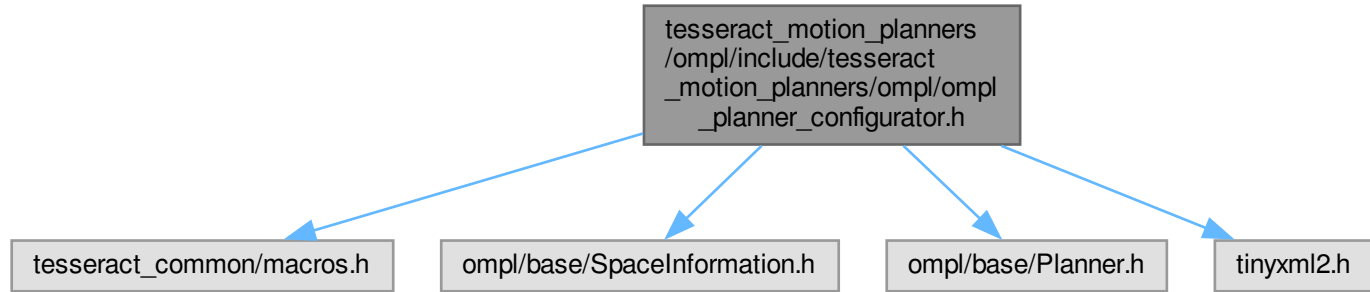 tesseract_motion_planners
/ompl/include/tesseract
_motion_planners/ompl/ompl
_planner_configurator.h
tesseract_common/macros.h
ompl/base/SpaceInformation.h
ompl/base/Planner.h
tinyxml2.h